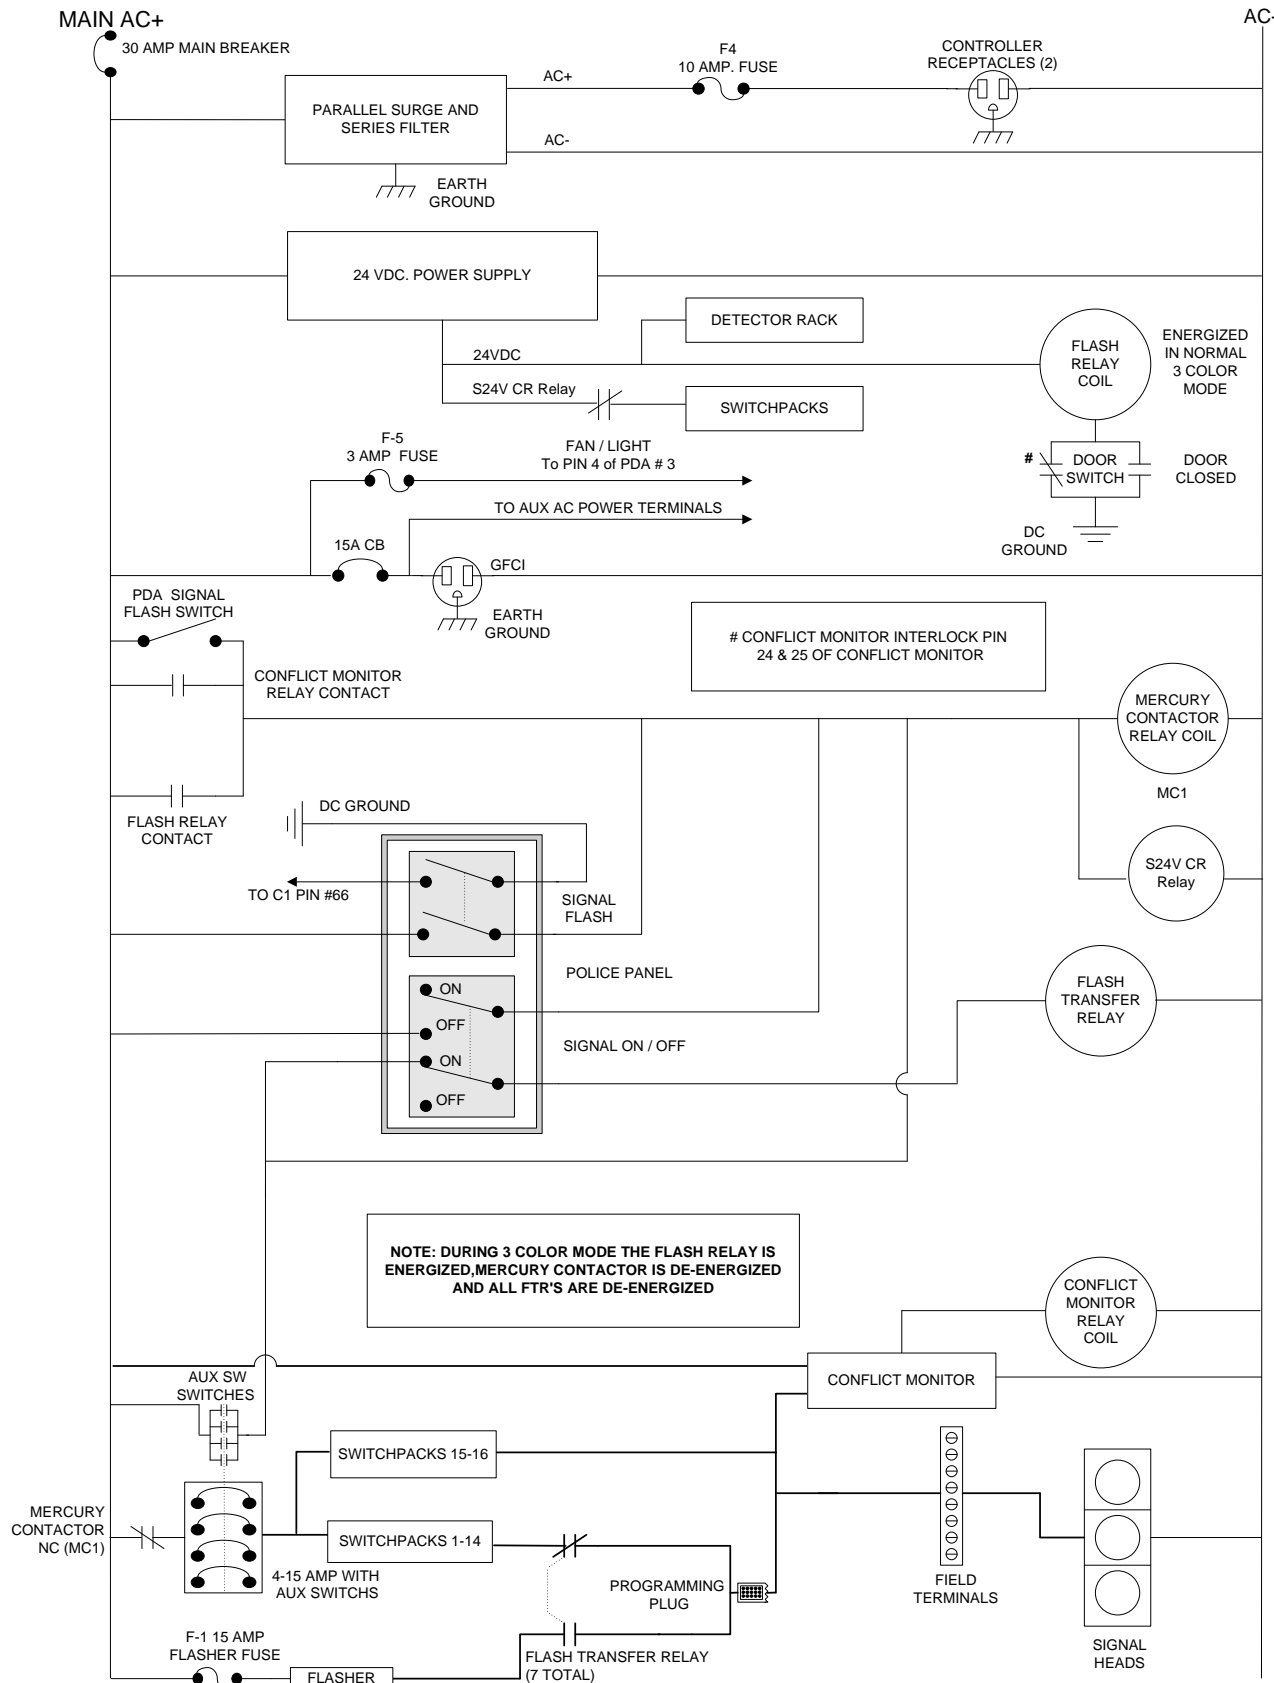 MAIN AC+
AC-
30 AMP MAIN BREAKER
F4
10 AMP. FUSE
CONTROLLER
RECEPTACLES (2)
AC+
PARALLEL SURGE AND
SERIES FILTER
AC-
EARTH
GROUND
24 VDC. POWER SUPPLY
DETECTOR RACK
24VDC
FLASH
RELAY
COIL
ENERGIZED
IN NORMAL
3 COLOR
MODE
S24V CR Relay
SWITCHPACKS
F-5
3 AMP FUSE
FAN / LIGHT
To PIN 4 of PDA # 3
#
DOOR
SWITCH
DOOR
CLOSED
TO AUX AC POWER TERMINALS
DC
GROUND
15A CB
GFCI
PDA SIGNAL
FLASH SWITCH
EARTH
GROUND
# CONFLICT MONITOR INTERLOCK PIN
24 & 25 OF CONFLICT MONITOR
CONFLICT MONITOR
RELAY CONTACT
MERCURY
CONTACTOR
RELAY COIL
MC1
FLASH RELAY
CONTACT
DC GROUND
S24V CR
Relay
TO C1 PIN #66
SIGNAL
FLASH
POLICE PANEL
ON
OFF
ON
OFF
SIGNAL ON / OFF
FLASH
TRANSFER
RELAY
NOTE: DURING 3 COLOR MODE THE FLASH RELAY IS
ENERGIZED,MERCURY CONTACTOR IS DE-ENERGIZED
AND ALL FTR'S ARE DE-ENERGIZED
CONFLICT
MONITOR
RELAY
COIL
AUX SW
SWITCHES
CONFLICT MONITOR
SWITCHPACKS 15-16
MERCURY
CONTACTOR
NC (MC1)
SWITCHPACKS 1-14
4-15 AMP WITH
AUX SWITCHS
PROGRAMMING
PLUG
FIELD
TERMINALS
F-1 15 AMP
FLASHER FUSE
FLASHER
FLASH TRANSFER RELAY
(7 TOTAL)
SIGNAL
HEADS